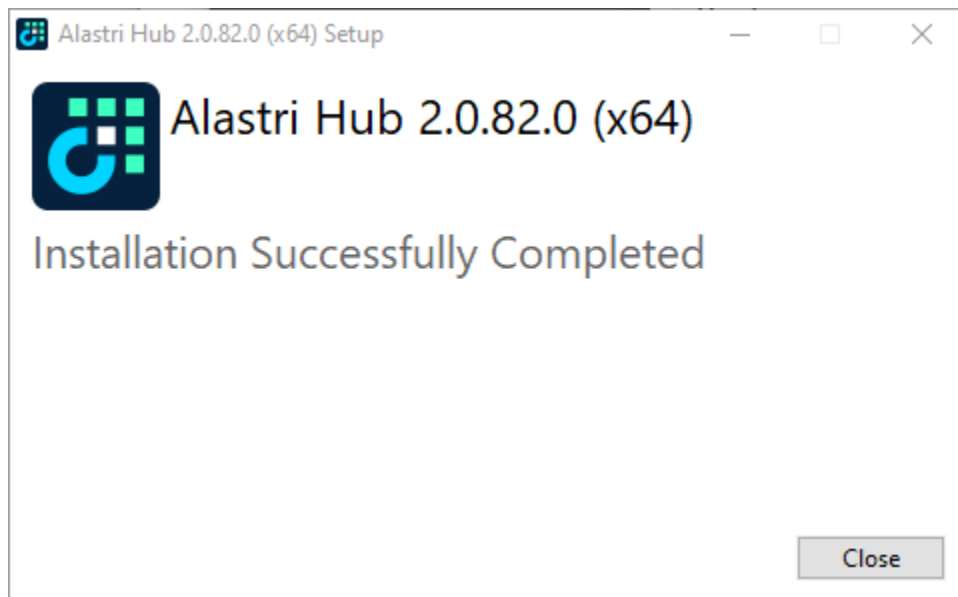 Alastri Hub 2.0.82.0 (x64) Setup
Alastri Hub 2.0.82.0 (x64)
Installation Successfully Completed
Close